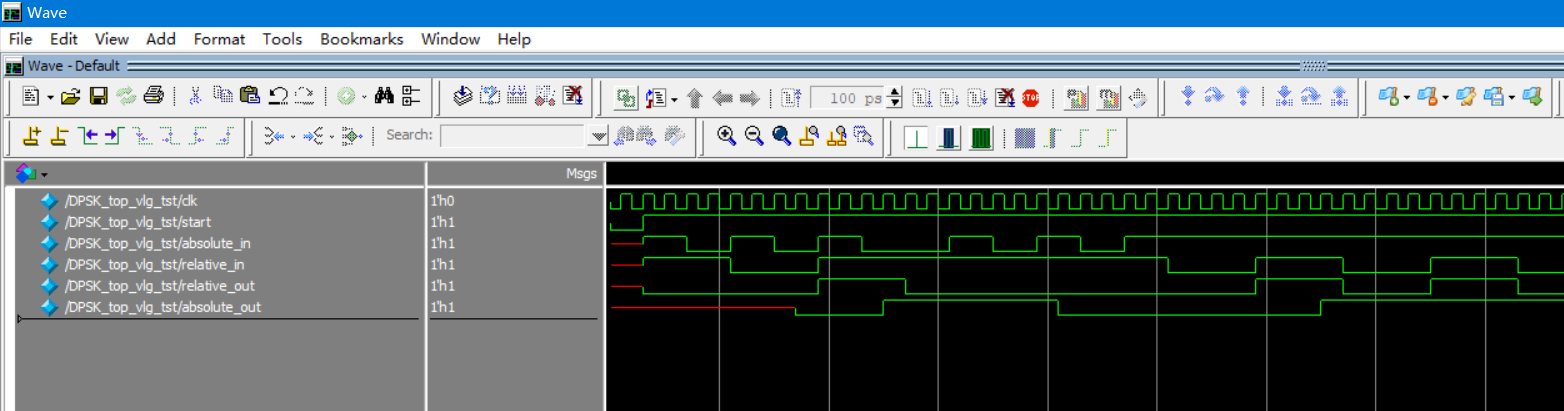 Wave
File Edit View Add Format Tools Bookmarks Window Help
Wave - Default
100 ps STOP
Search:
Msgs
/DPSK_top_vlg_tst/clk 1'h0
/DPSK_top_vlg_tst/start 1'h1
/DPSK_top_vlg_tst/absolute_in 1'h1
/DPSK_top_vlg_tst/relative_in 1'h1
/DPSK_top_vlg_tst/relative_out 1'h1
/DPSK_top_vlg_tst/absolute_out 1'h1